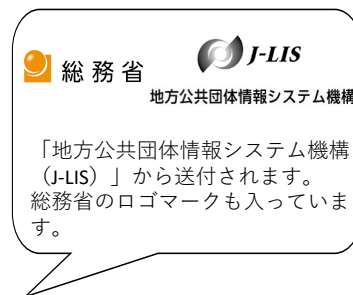 総務省 J-LIS
地方公共団体情報システム機構
「地方公共団体情報システム機構
（J-LIS）」から送付されます。
総務省のロゴマークも入っていま
す。